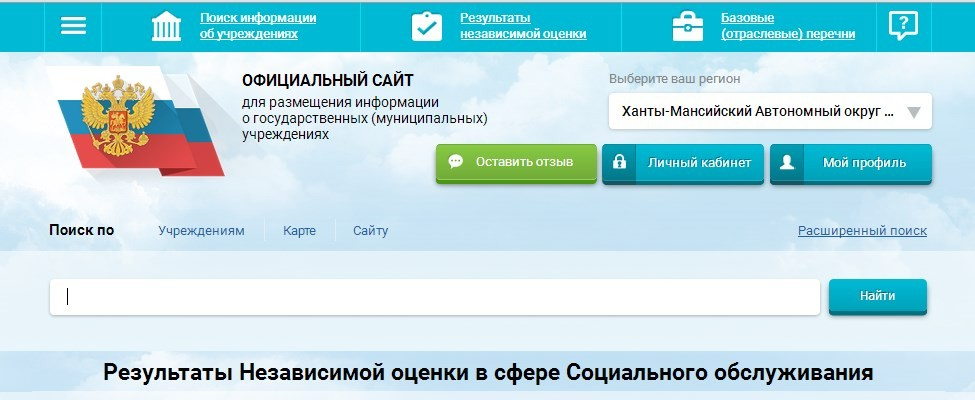 Поиск информации
об учреждениях
Результаты
независимой оценки
Базовые
(отраслевые) перечни
?
ОФИЦИАЛЬНЫЙ САЙТ
для размещения информации
о государственных (муниципальных)
учреждениях
Выберите ваш регион
Ханты-Мансийский Автономный округ ...
Оставить отзыв
Личный кабинет
Мой профиль
Поиск по
Учреждениям
Карте
Сайту
Расширенный поиск
Найти
Результаты Независимой оценки в сфере Социального обслуживания